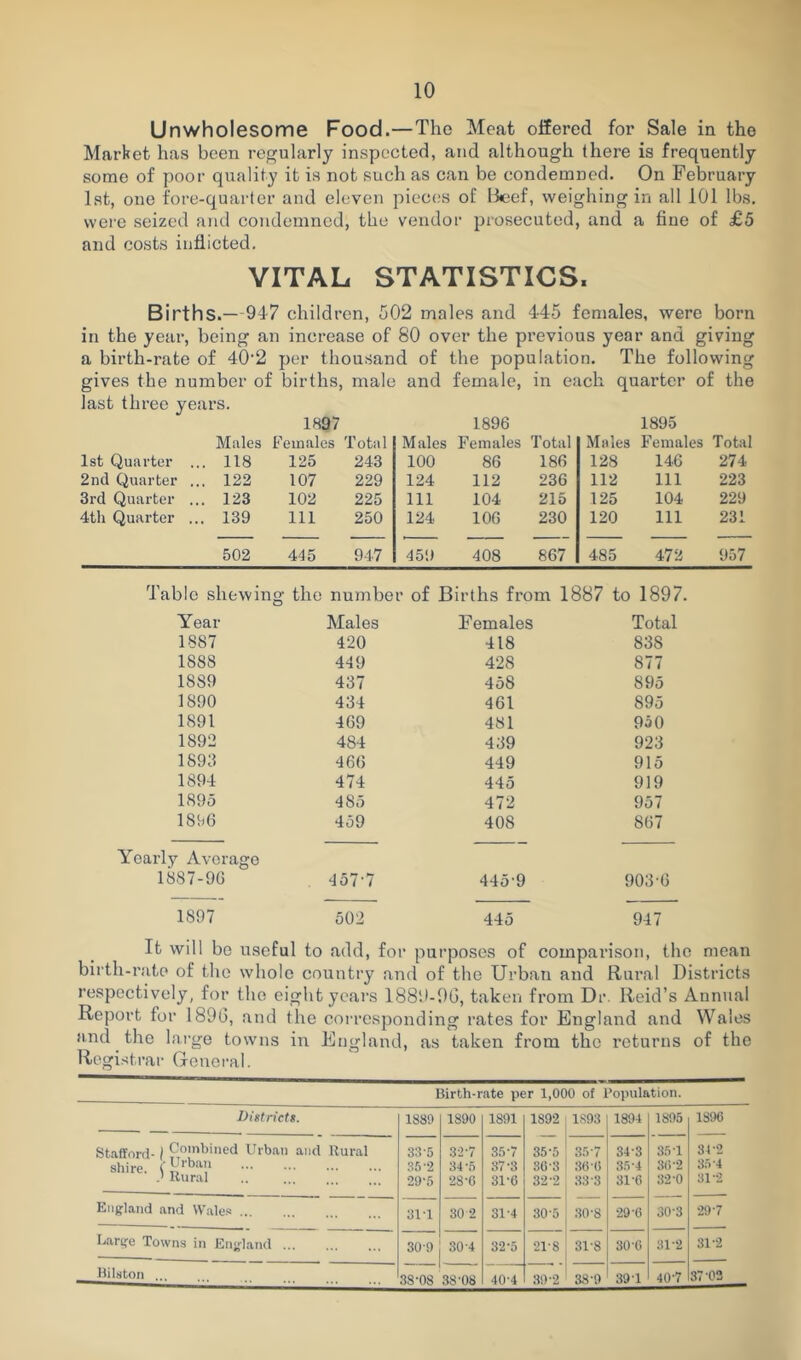 10
Unwholesome Food.—The Meat offered for Sale in the
Market has been regularly inspected, and although there is frequently
some of poor quality it is not such as can be condemned. On February
1st, one fore-quarter and eleven pieces of Beef, weighing in all 101 lbs.
were seized and condemned, the vendor prosecuted, and a fine of £5
and costs inflicted.
VITAL STATISTICS.
Births.—947 children, 502 males and 445 females, were born
in the year, being an increase of 80 over the previous year and giving
a birth-rate of 40·2 per thousand of the population. The following
gives the number of births, male and female, in each quarter of the
last three years.
1897 1896 1895
Males Females Total Males Females Total Males Females Total
1st Quarter ... 118 125 243 100 86 186 128 146 274
2nd Quarter ... 122 107 229 124 112 236 112 111 223
3rd Quarter ... 123 102 225 111 104 215 125 104 229
4th Quarter ... 139 111 250 124 106 230 120 111 231
502 445 947 459 408 867 485 472 957
Table shewing the number of Births from 1887 to 1897.
Year Males Females Total
1887 420 418 838
1888 449 428 877
1889 437 458 895
1890 434 461 895
1891 469 481 950
1892 484 439 923
1893 466 449 915
1894 474 445 919
1895 485 472 957
1896 459 408 867
Yearly Average
1887-96 457·7 445·9 903·6
1897 502 445 947
It will be useful to add, for purposes of comparison, the mean
birth-rate of the whole country and of the Urban and Rural Districts
respectively, for the eight years 1889-96, taken from Dr. Reid's Annual
Report for 1896, and the corresponding rates for England and Wales
and the large towns in England, as taken from the returns of the
Registrar General.
Birth-rate per 1,000 of Population.
Districts. 1889 1890 1891 1892 1893 1894 1895 1896
Stafford-shire. Combined Urban and Rural 33·5 32·7 35·7 35·5 35·7 34·3 35·1 34·2
Urban ... ... ... ... 35·2 34·5 37·3 36·3 36·6 35·4 36·2 35·4
Rural .. ... ... ... 29·5 28·6 31·6 32·2 33·3 31·6 32·0 31·2
England and Wales ... ... ... ... 31·1 30 2 31·4 30·5 30·8 29·6 30·3 29·7
Large Towns in England ... ... ... 30·9 30·4 32·5 21·8 31·8 30·6 31·2 31·2
Bilston ... ... .. ... ... ... 38·08 38·08 40·4 39·2 38·9 39·1 40·7 37·02